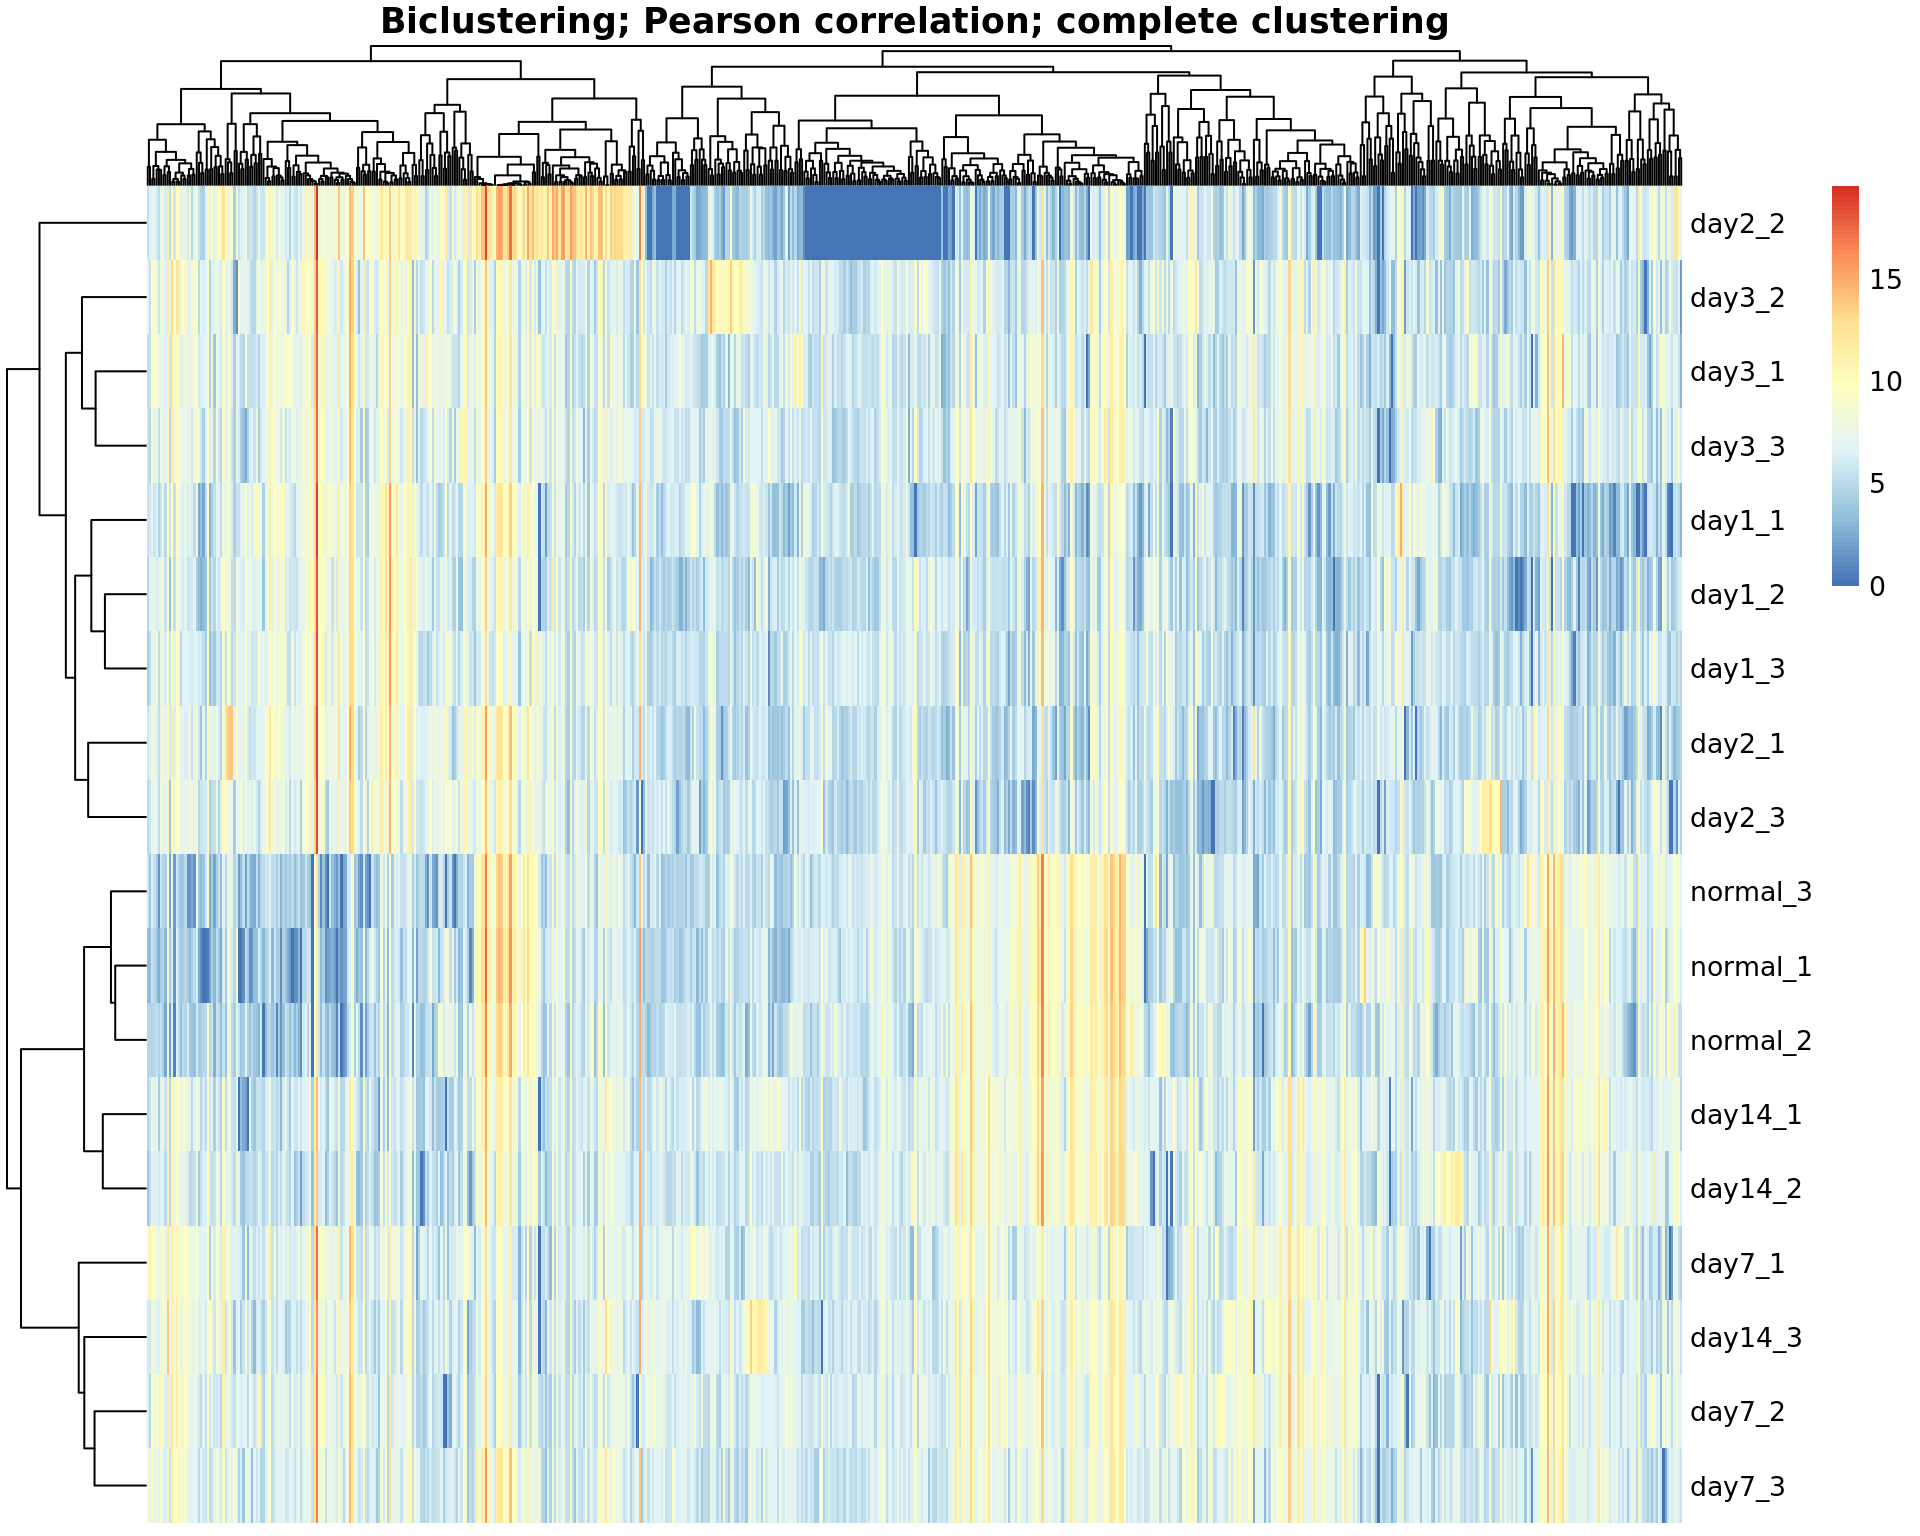 Biclustering; Pearson correlation; complete clustering
day2_2
day3_2
day3_1
day3_3
day1_1
day1_2
day1_3
day2_1
day2_3
normal_3
normal_1
normal_2
day14_1
day14_2
day7_1
day14_3
day7_2
day7_3
15
10
5
0